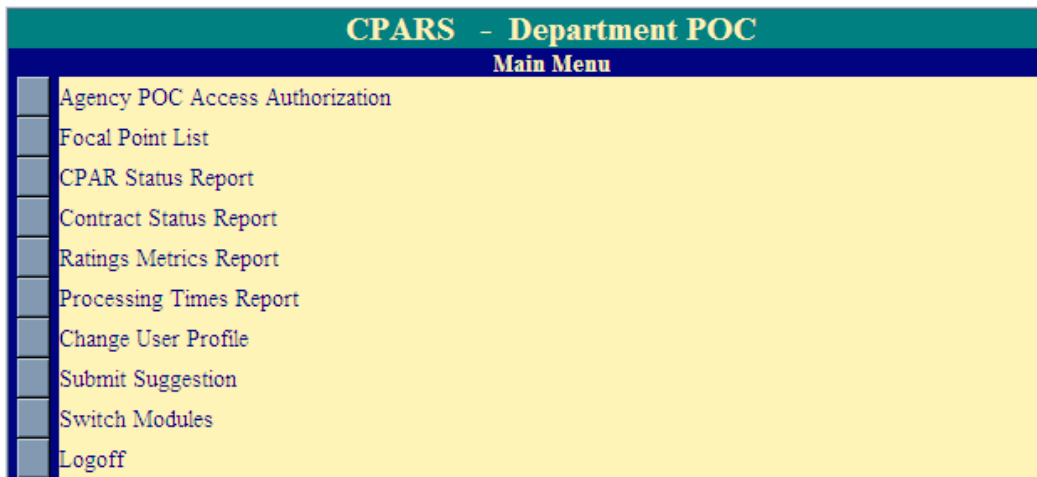 CPARS - Department POC
Main Menu
Agency POC Access Authorization
Focal Point List
CPAR Status Report
Contract Status Report
Ratings Metrics Report
Processing Times Report
Change User Profile
Submit Suggestion
Switch Modules
Logoff